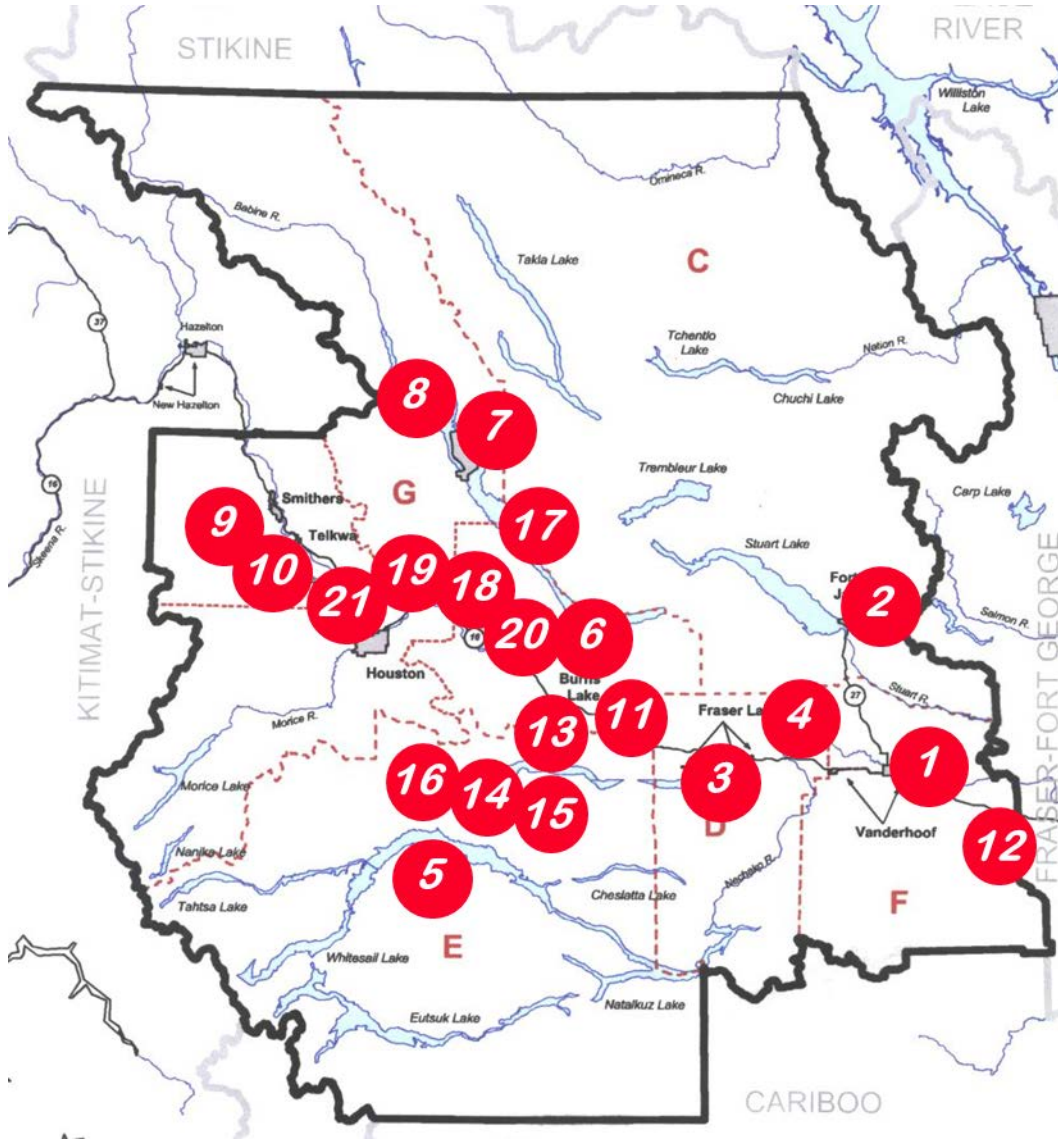 STIKINE
RIVER
Williston
Lake
Omineca R.
Babine R.
Takla Lake
C
37
Hazelton
Tchentlo
Lake
Nation R.
New Hazelton
Chuchi Lake
8
7
Trembleur Lake
Carp Lake
16
Skeena R.
KITIMAT-STIKINE
Smithers
G
9
Telkwa
17
Stuart Lake
10
19
18
21
2
Salmon R.
20
6
16
Houston
Burns
Lake
Stuart R.
37
Morice R.
11
Fraser
4
13
1
Morice Lake
16
14
15
3
D
Vanderhoof
12
FRASER-FORT GEORGE
Nanika Lake
5
Tahtsa Lake
Cheslatta Lake
Nechako R.
F
Whitesail Lake
E
Natalkuz Lake
Eutsuk Lake
CARIBOO